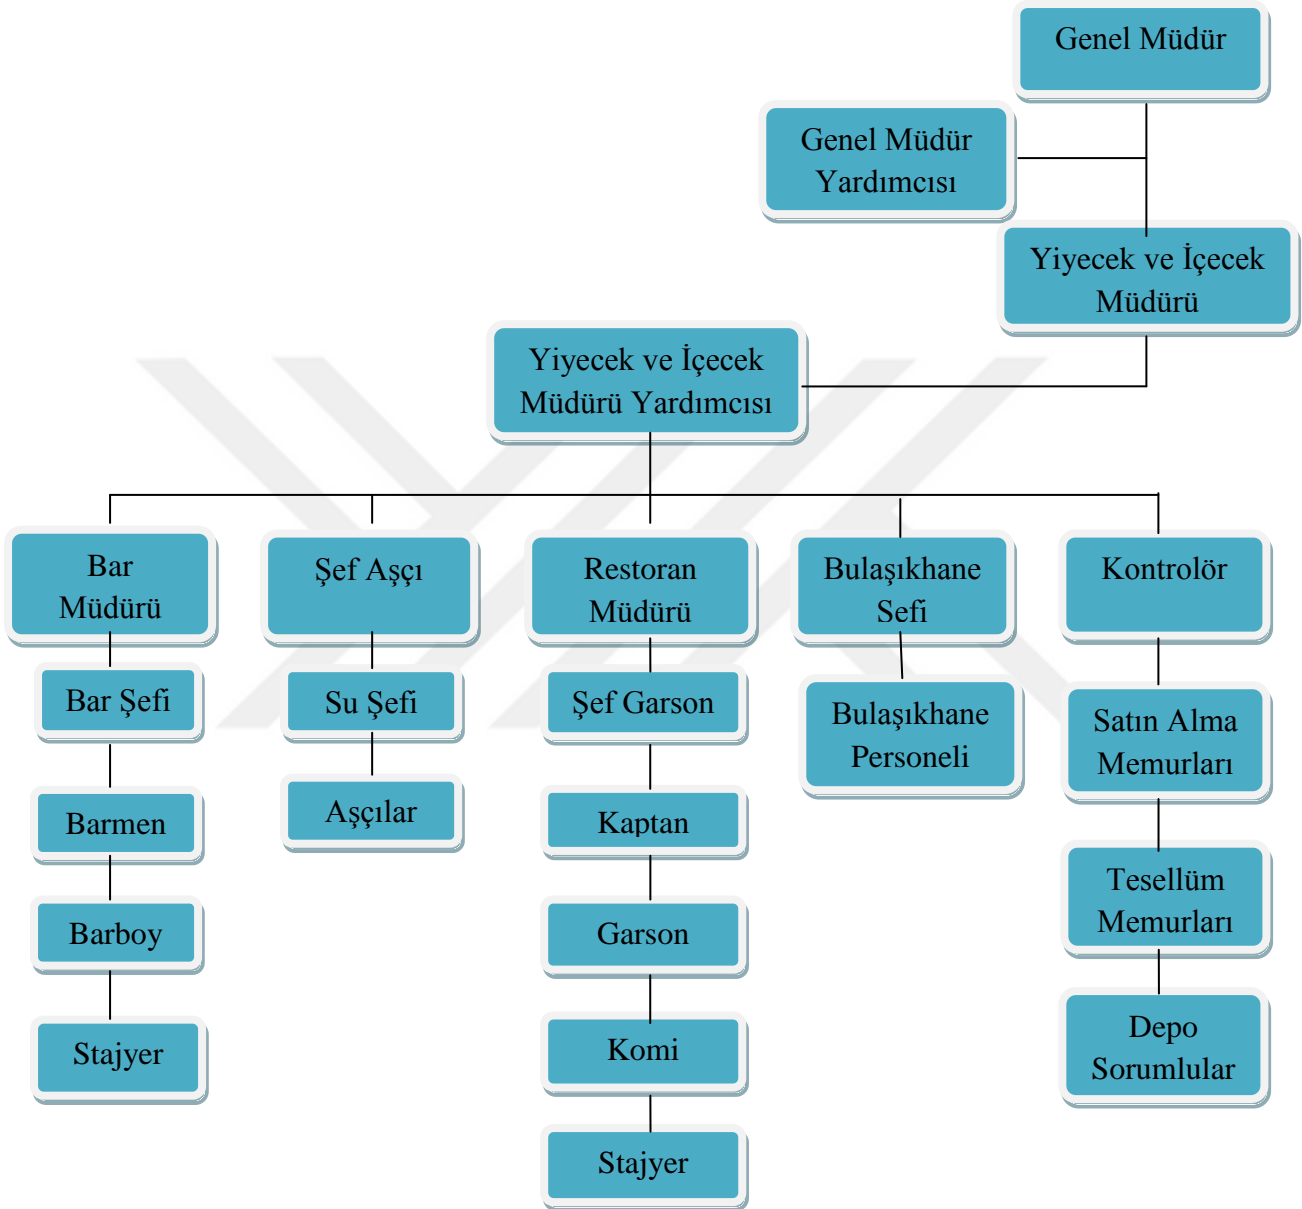 Genel Müdür
Genel Müdür
Yardımcısı
Yiyecek ve İçecek
Müdürü
Yiyecek ve İçecek
Müdürü Yardımcısı
Bar
Müdürü
Şef Aşçı
Restoran
Müdürü
Bulaşıkhane
Sefi
Kontrolör
Bar Şefi
Su Şefi
Şef Garson
Bulaşıkhane
Personeli
Satın Alma
Memurları
Barmen
Aşçılar
Kaptan
Tesellüm
Memurları
Barboy
Garson
Stajyer
Komi
Depo
Sorumlular
Stajyer